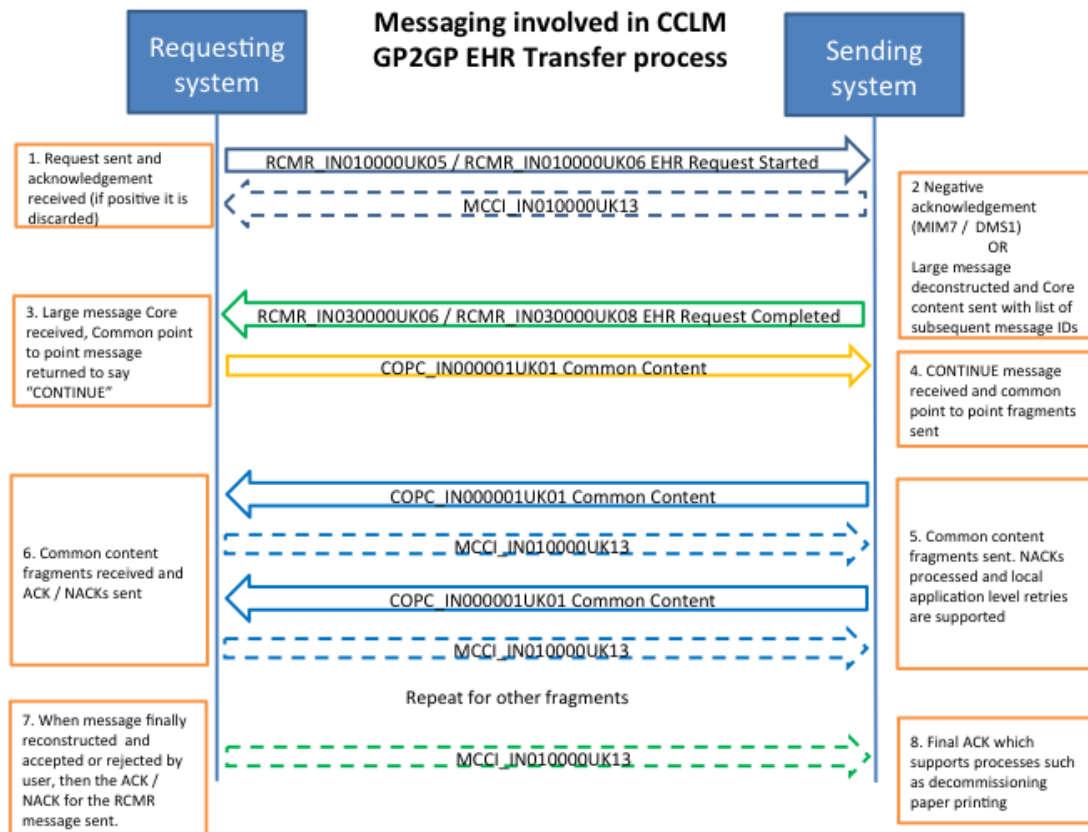 Messaging involved in CCLM
GP2GP EHR Transfer process
Requesting
system
Sending
system
1. Request sent and
acknowledgement
received (if positive it is
discarded)
RCMR_IN010000UK05 / RCMR_IN010000UK06 EHR Request Started
MCCI_IN010000UK13
2 Negative
acknowledgement
(MIM7 / DMS1)
OR
Large message
deconstructed and Core
content sent with list of
subsequent message IDs
3. Large message Core
received, Common point
to point message
returned to say
“CONTINUE”
RCMR_IN030000UK06 / RCMR_IN030000UK08 EHR Request Completed
COPC_IN000001UK01 Common Content
4. CONTINUE message
received and common
point to point fragments
sent
COPC_IN000001UK01 Common Content
MCCI_IN010000UK13
COPC_IN000001UK01 Common Content
MCCI_IN010000UK13
6. Common content
fragments received and
ACK / NACKs sent
5. Common content
fragments sent. NACKs
processed and local
application level retries
are supported
Repeat for other fragments
7. When message finally
reconstructed and
accepted or rejected by
user, then the ACK /
NACK for the RCMR
message sent.
MCCI_IN010000UK13
8. Final ACK which
supports processes such
as decommissioning
paper printing